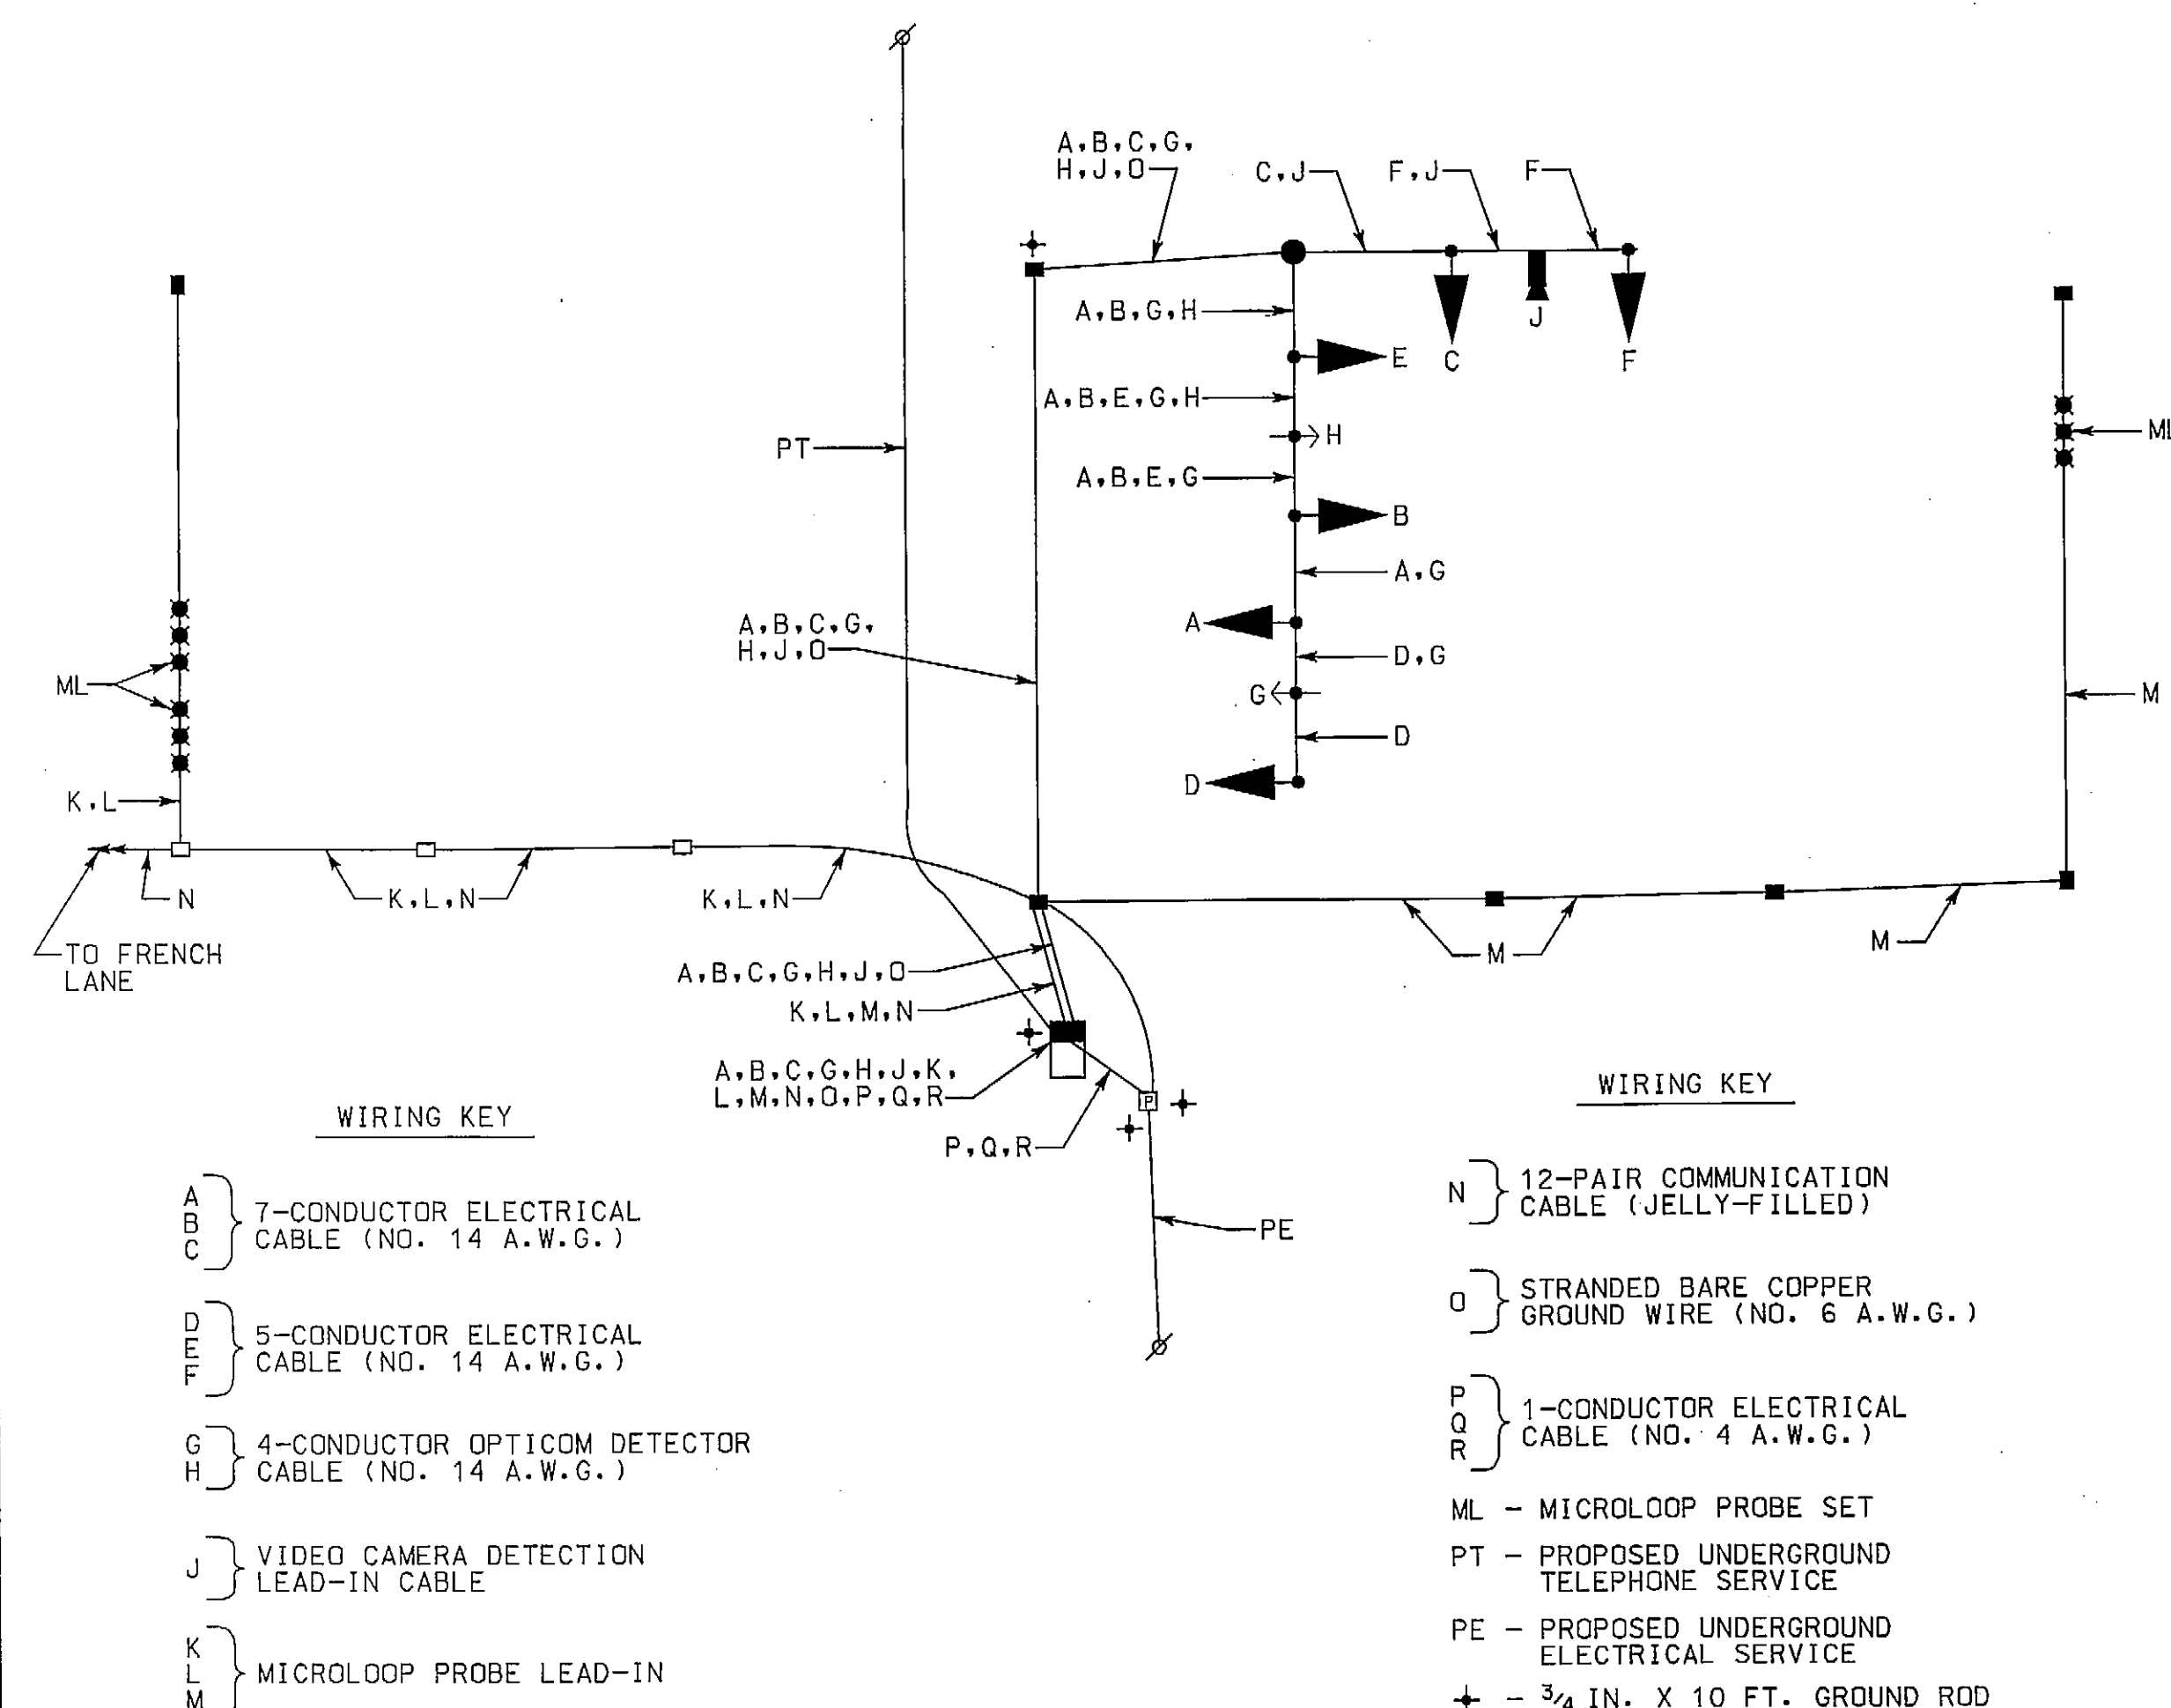 A,B,C,G,
H,J,O
C,J
F,J
F
A,B,G,H
J
E
C
F
A,B,E,G,H
H
PT
ML
A,B,E,G
B
A,G
A
A,B,C,G,
H,J,O
D,G
ML
G
M
D
D
K,L
N
K,L,N
K,L,N
TO FRENCH
LANE
M
M
A,B,C,G,H,J,O
K,L,M,N
A,B,C,G,H,J,K,
L,M,N,O,P,Q,R
P
P,Q,R
PE
WIRING KEY
A
B
C
7-CONDUCTOR ELECTRICAL
CABLE (NO. 14 A.W.G.)
D
E
F
5-CONDUCTOR ELECTRICAL
CABLE (NO. 14 A.W.G.)
G
H
4-CONDUCTOR OPTICOM DETECTOR
CABLE (NO. 14 A.W.G.)
J
VIDEO CAMERA DETECTION
LEAD-IN CABLE
K
L
M
MICROLOOP PROBE LEAD-IN
WIRING KEY
N
12-PAIR COMMUNICATION
CABLE (JELLY-FILLED)
O
STRANDED BARE COPPER
GROUND WIRE (NO. 6 A.W.G.)
P
Q
R
1-CONDUCTOR ELECTRICAL
CABLE (NO. 4 A.W.G.)
ML - MICROLOOP PROBE SET
PT - PROPOSED UNDERGROUND
TELEPHONE SERVICE
PE - PROPOSED UNDERGROUND
ELECTRICAL SERVICE
- 3/4 IN. X 10 FT. GROUND ROD